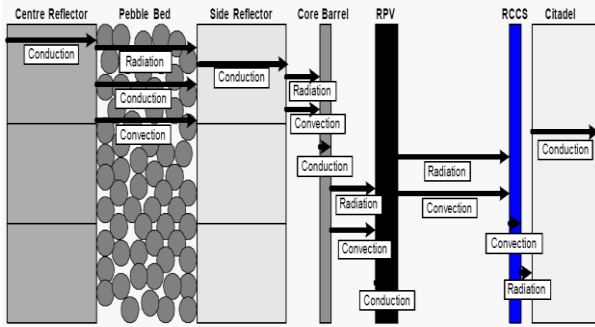 Centre Reflector Pebble Bed Side Reflector Core Barrel RPV RCCS Citadel
Conduction
Radiation
Conduction
Convection
Conduction
Radiation
Convection
Conduction
Radiation
Convection
Conduction
Radiation
Convection
Convection
Radiation
Conduction